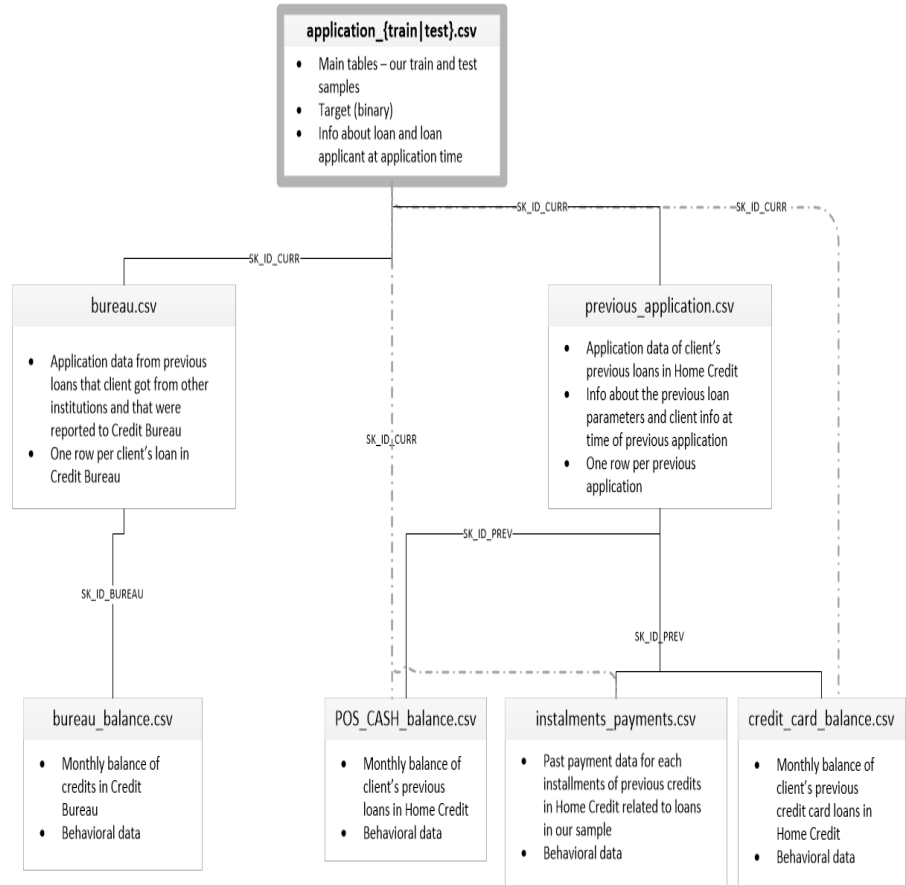 application_{train|test}.csv
• Main tables – our train and test
samples
• Target (binary)
• Info about loan and loan
applicant at application time
SK_ID_CURR
SK_ID_CURR
SK_ID_CURR
bureau.csv
• Application data from previous
loans that client got from other
institutions and that were
reported to Credit Bureau
• One row per client's loan in
Credit Bureau
previous_application.csv
• Application data of client's
previous loans in Home Credit
• Info about the previous loan
parameters and client info at
time of previous application
• One row per previous
application
SK_ID_CURR
SK_ID_PREV
SK_ID_BUREAU
SK_ID_PREV
bureau_balance.csv
• Monthly balance of
credits in Credit
Bureau
• Behavioral data
POS_CASH_balance.csv
• Monthly balance of
client's previous
loans in Home Credit
• Behavioral data
instalments_payments.csv
• Past payment data for each
installments of previous credits
in Home Credit related to loans
in our sample
• Behavioral data
credit_card_balance.csv
• Monthly balance of
client's previous
credit card loans in
Home Credit
• Behavioral data